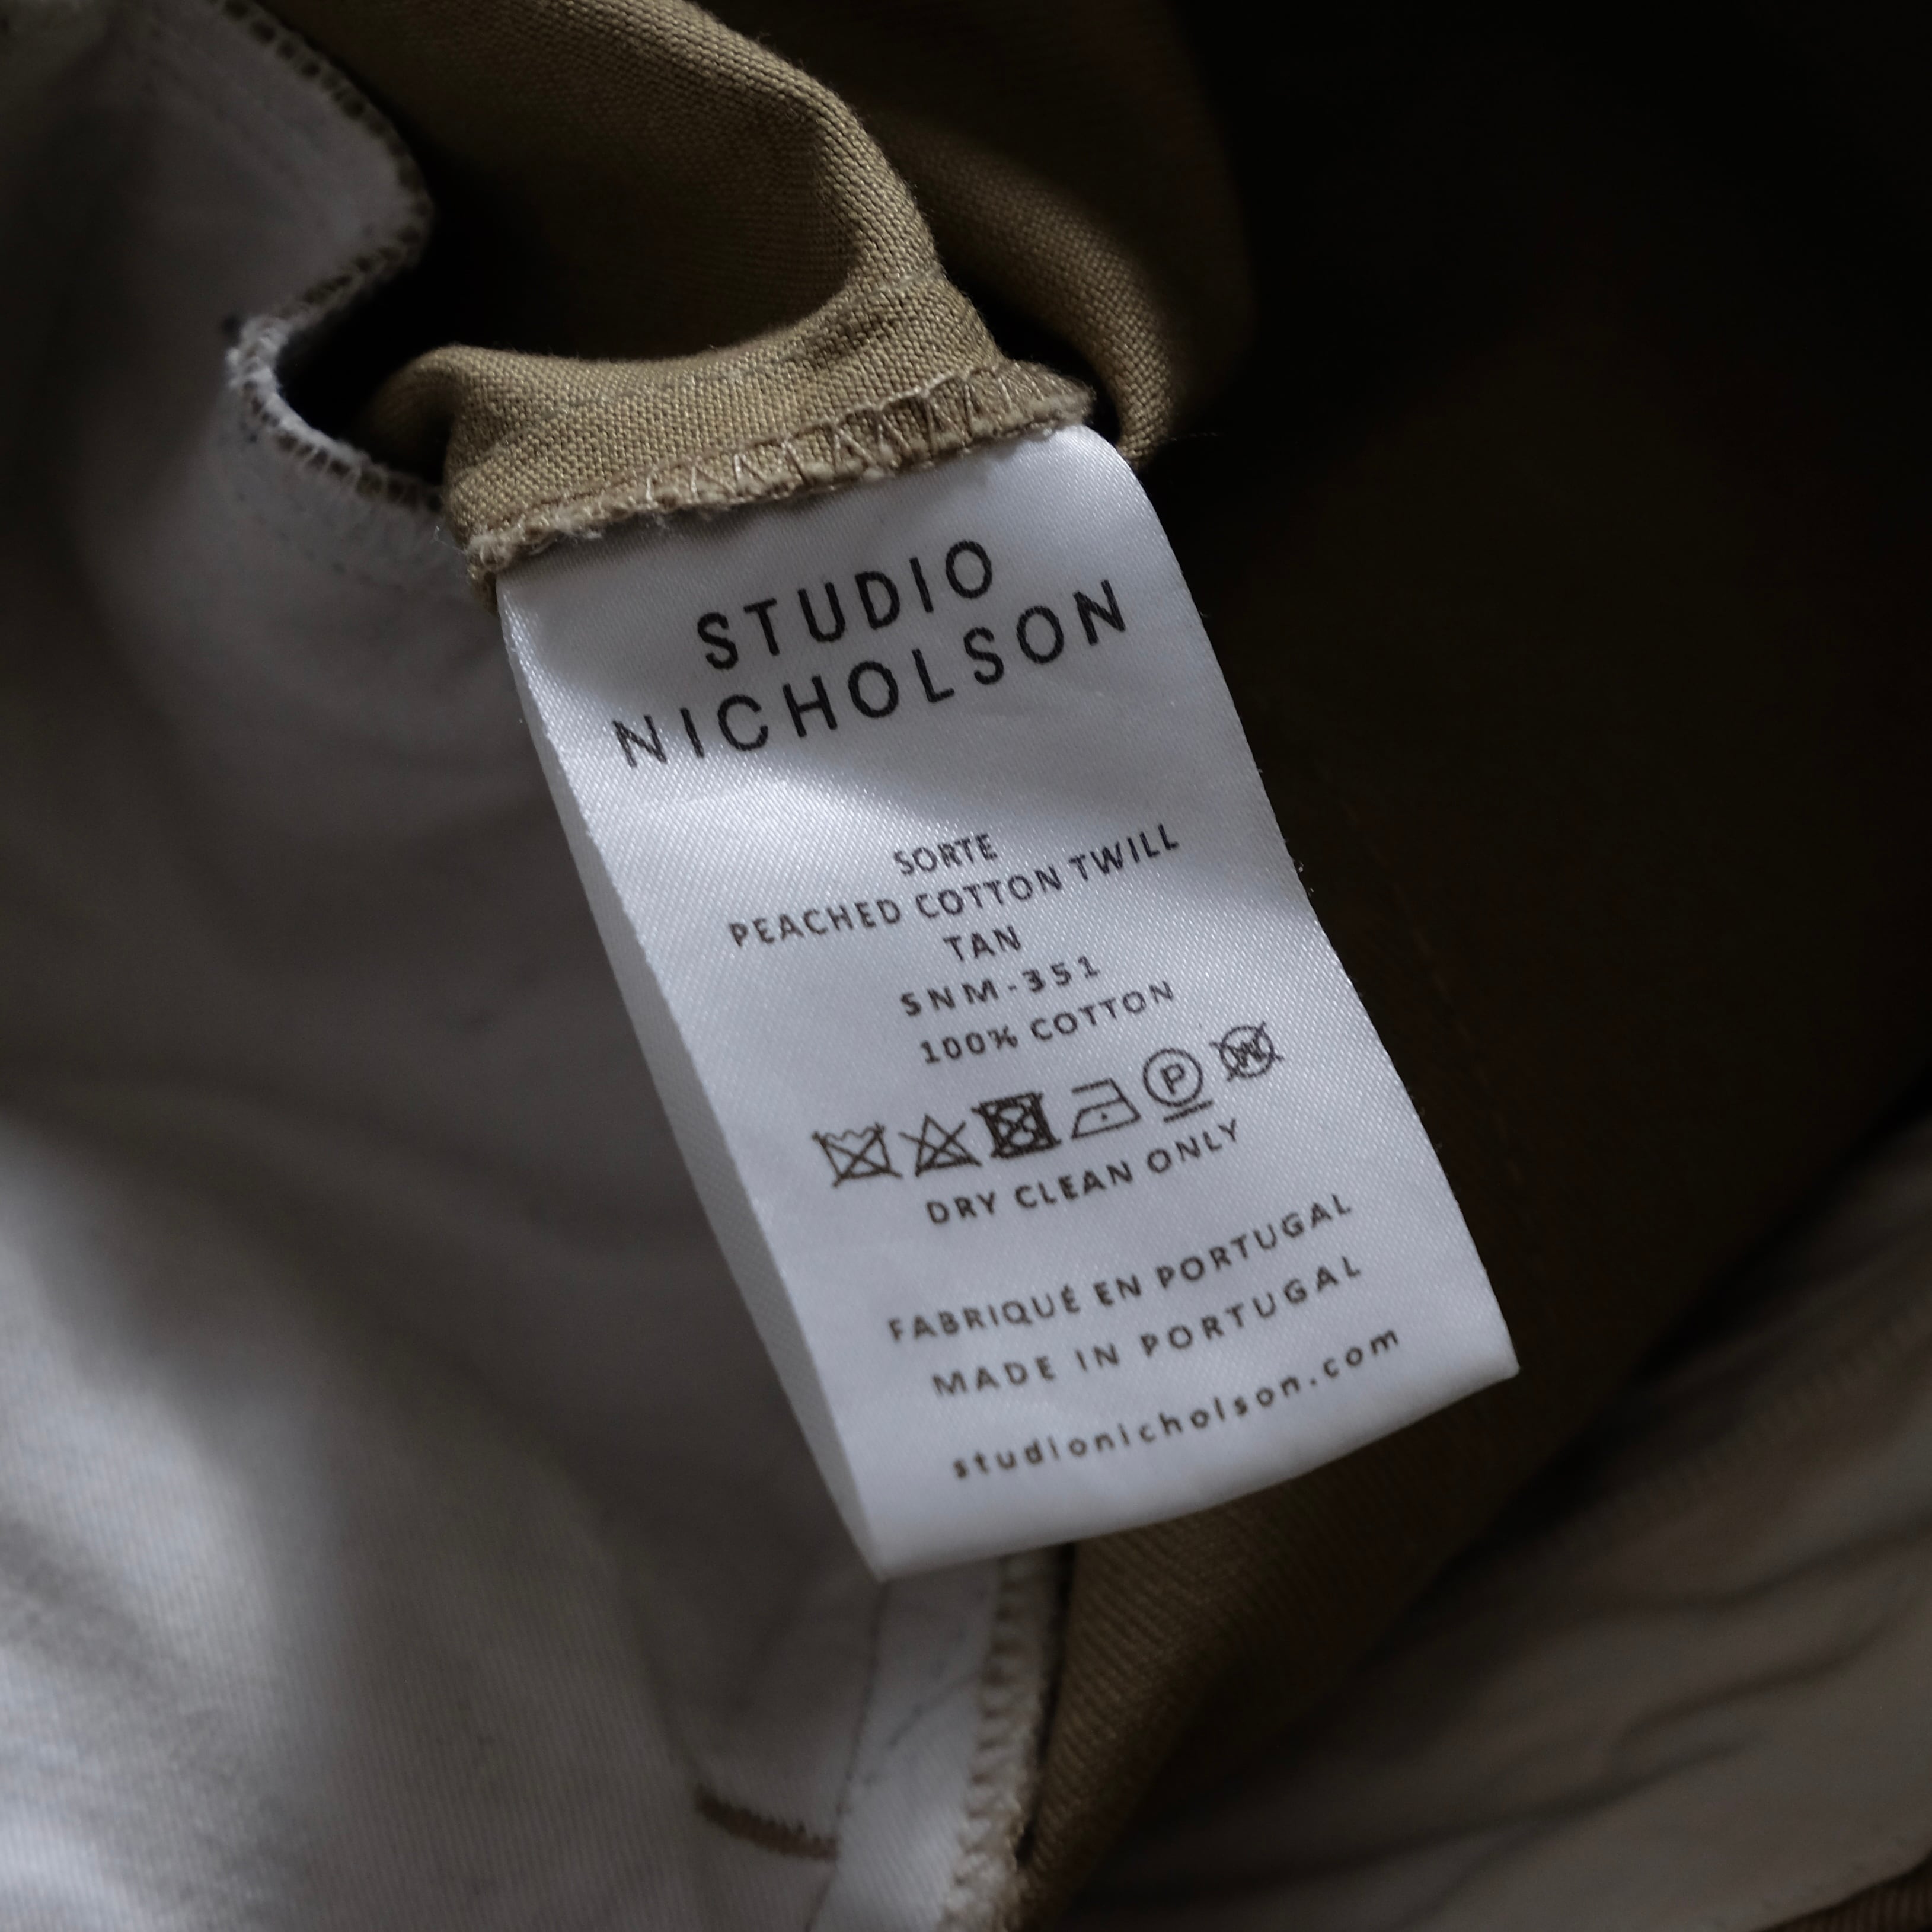 STUDIO
NICHOLSON
SORTE
PEACHED COTTON TWILL
TAN
SNM-351
100% COTTON
P W
DRY CLEAN ONLY
FABRIQUÉ EN PORTUGAL
MADE IN PORTUGAL
studionicholson.com